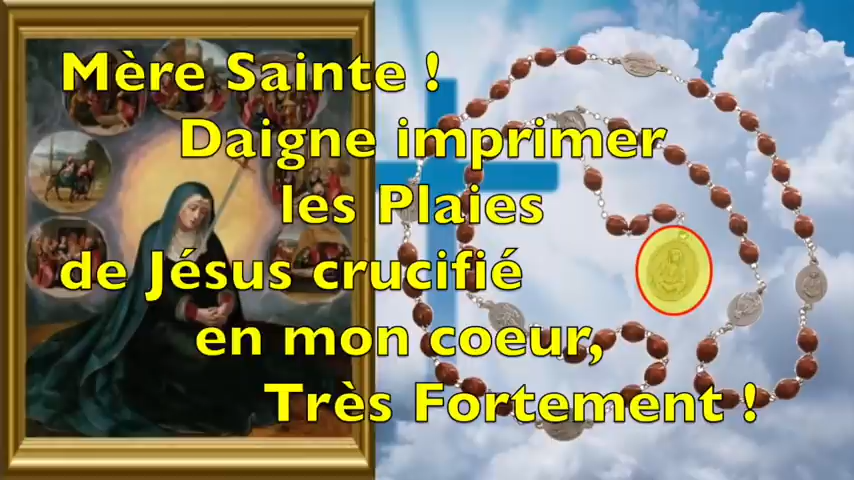 Mère Sainte !
Daigne imprimer
les Plaies
de Jésus crucifié
en mon coeur,
Très Fortement !